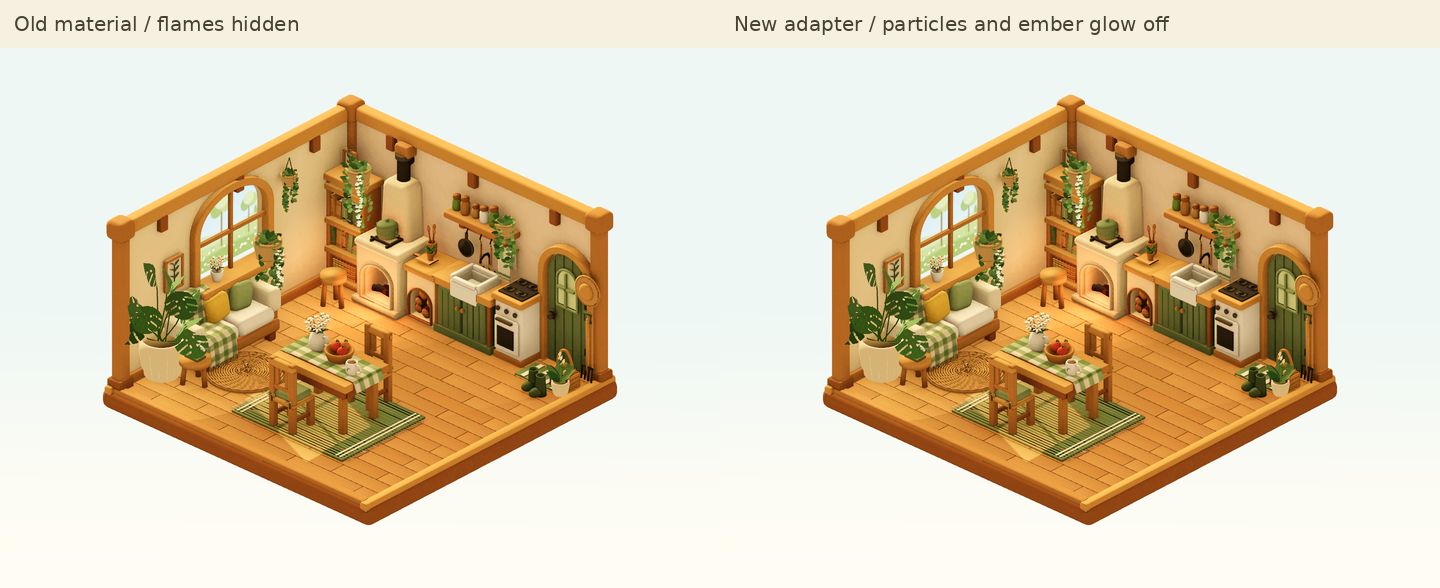 Old material / flames hidden
New adapter / particles and ember glow off